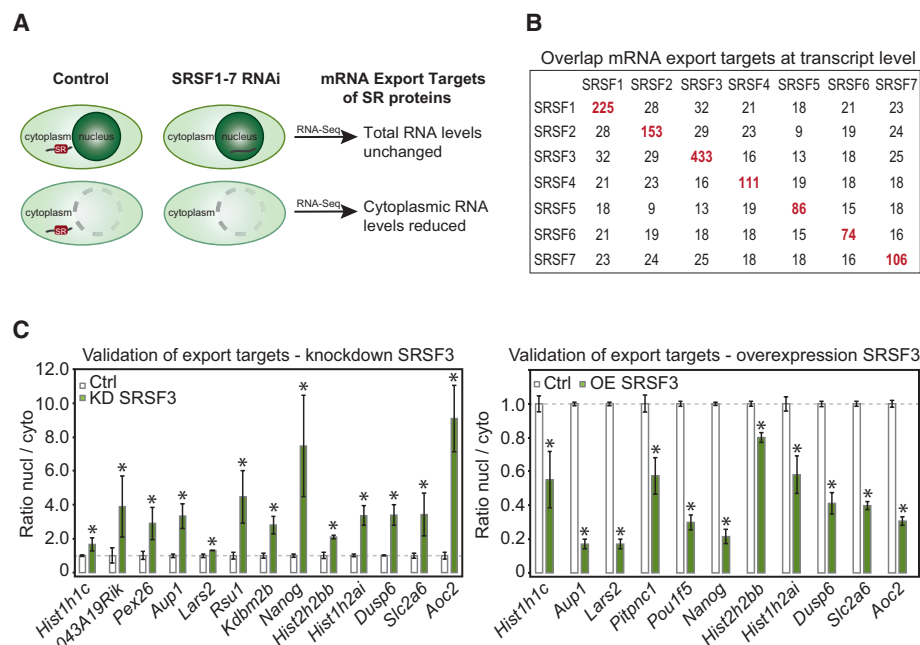 A
Control
SRSF1-7 RNAi
mRNA Export Targets
of SR proteins
cytoplasm
nucleus
SR
cytoplasm
nucleus
RNA-Seq
Total RNA levels
unchanged
cytoplasm
SR
cytoplasm
RNA-Seq
Cytoplasmic RNA
levels reduced
B
Overlap mRNA export targets at transcript level
SRSF1 SRSF2 SRSF3 SRSF4 SRSF5 SRSF6 SRSF7
SRSF1 225 28 32 21 18 21 23
SRSF2 28 153 29 23 9 19 24
SRSF3 32 29 433 16 13 18 25
SRSF4 21 23 16 111 19 18 18
SRSF5 18 9 13 19 86 15 18
SRSF6 21 19 18 18 15 74 16
SRSF7 23 24 25 18 18 16 106
C
Validation of export targets - knockdown SRSF3
Ratio nucl / cyto
12.0
10.0
8.0
6.0
4.0
2.0
0.0
Ctrl
KD SRSF3
* * * * * * * * * * * * *
Hist1h1c
043A19Rik
Pex26
Aup1
Lars2
Rsu1
Kdbm2b
Nanog
Hist2h2bb
Hist1h2ai
Dusp6
Slc2a6
Aoc2
Validation of export targets - overexpression SRSF3
Ratio nucl / cyto
1.0
0.8
0.6
0.4
0.2
0
Ctrl
OE SRSF3
* * * * * * * * * * *
Hist1h1c
Aup1
Lars2
Pitpnc1
Pou1f5
Nanog
Hist2h2bb
Hist1h2ai
Dusp6
Slc2a6
Aoc2